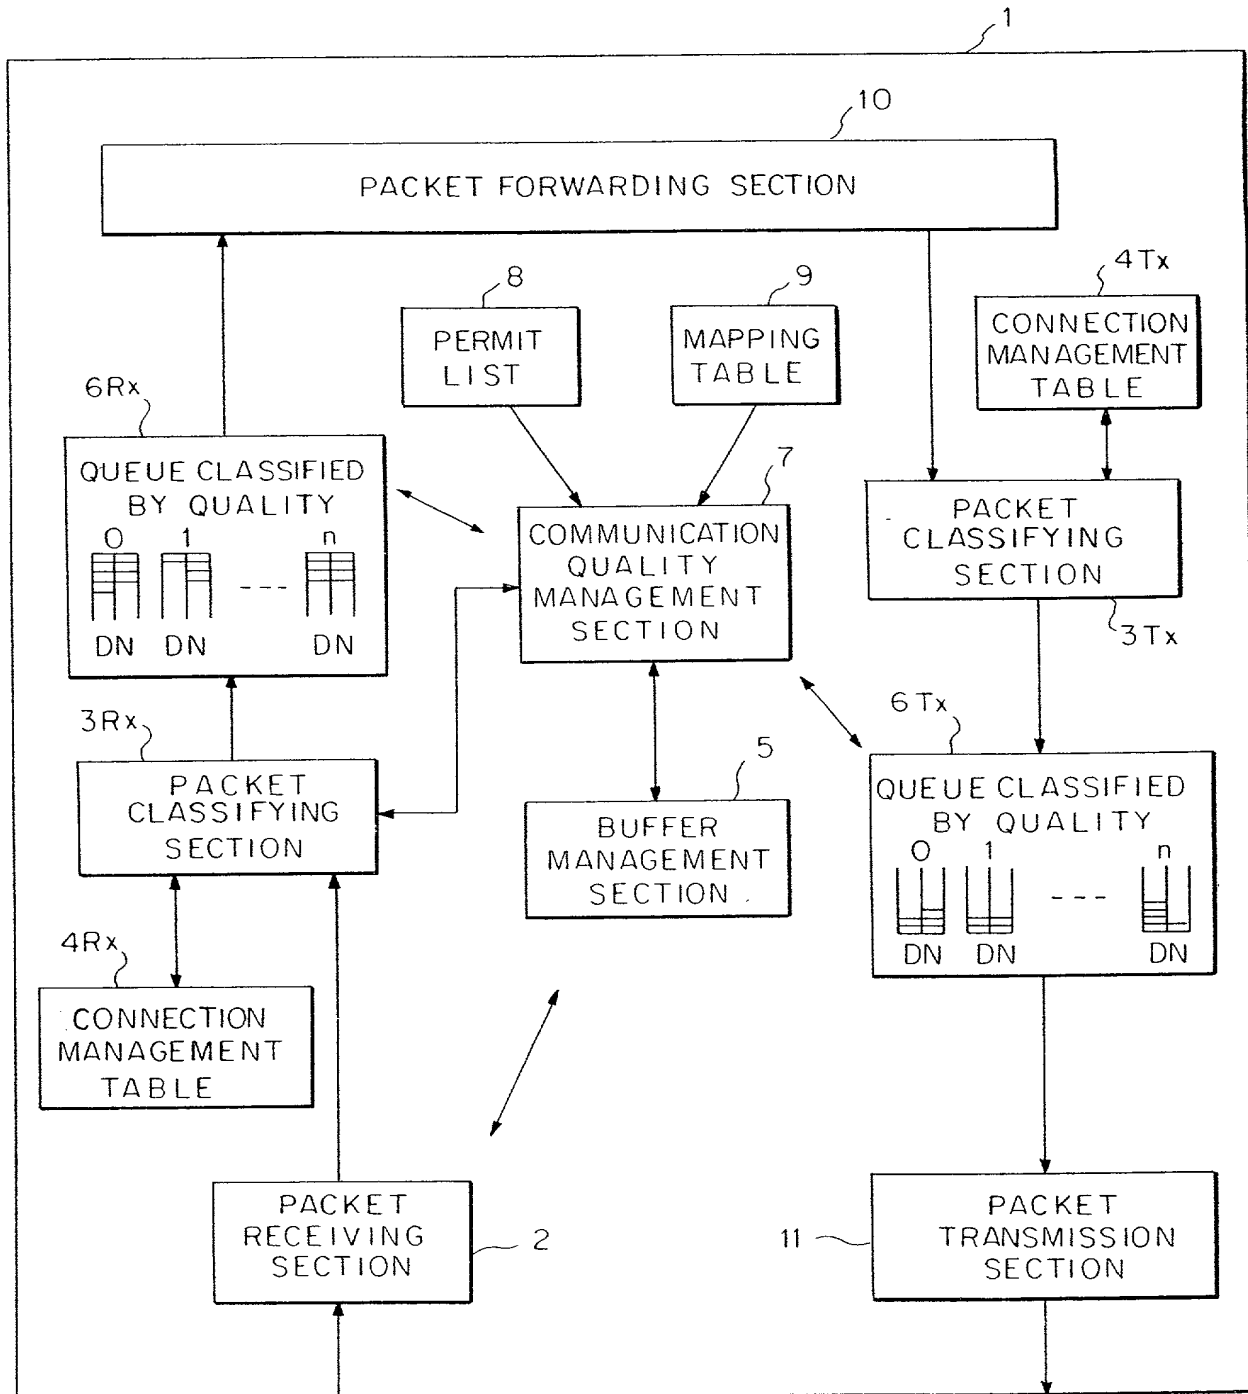 1
10
PACKET FORWARDING SECTION
8
PERMIT
LIST
9
MAPPING
TABLE
4Tx
CONNECTION
MANAGEMENT
TABLE
6Rx
QUEUE CLASSIFIED
BY QUALITY
0 1 n
---
DN DN DN
7
COMMUNICATION
QUALITY
MANAGEMENT
SECTION
PACKET
CLASSIFYING
SECTION
3Tx
3Rx
PACKET
CLASSIFYING
SECTION
5
BUFFER
MANAGEMENT
SECTION
6Tx
QUEUE CLASSIFIED
BY QUALITY
0 1 n
---
DN DN DN
4Rx
CONNECTION
MANAGEMENT
TABLE
PACKET
RECEIVING
SECTION
2
11
PACKET
TRANSMISSION
SECTION